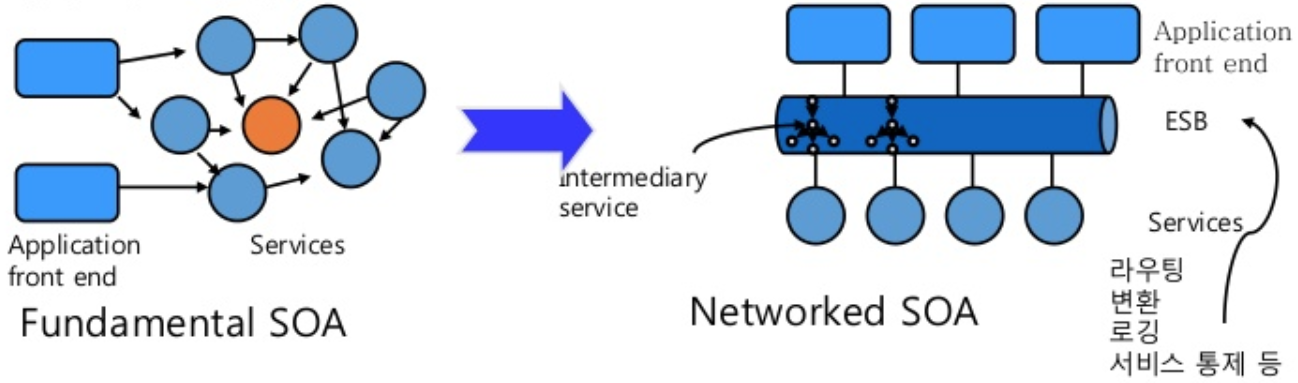 Application
front end
Services
Fundamental SOA
Intermediary
service
Networked SOA
Application
front end
ESB
Services
라우팅
변환
로깅
서비스 통제 등